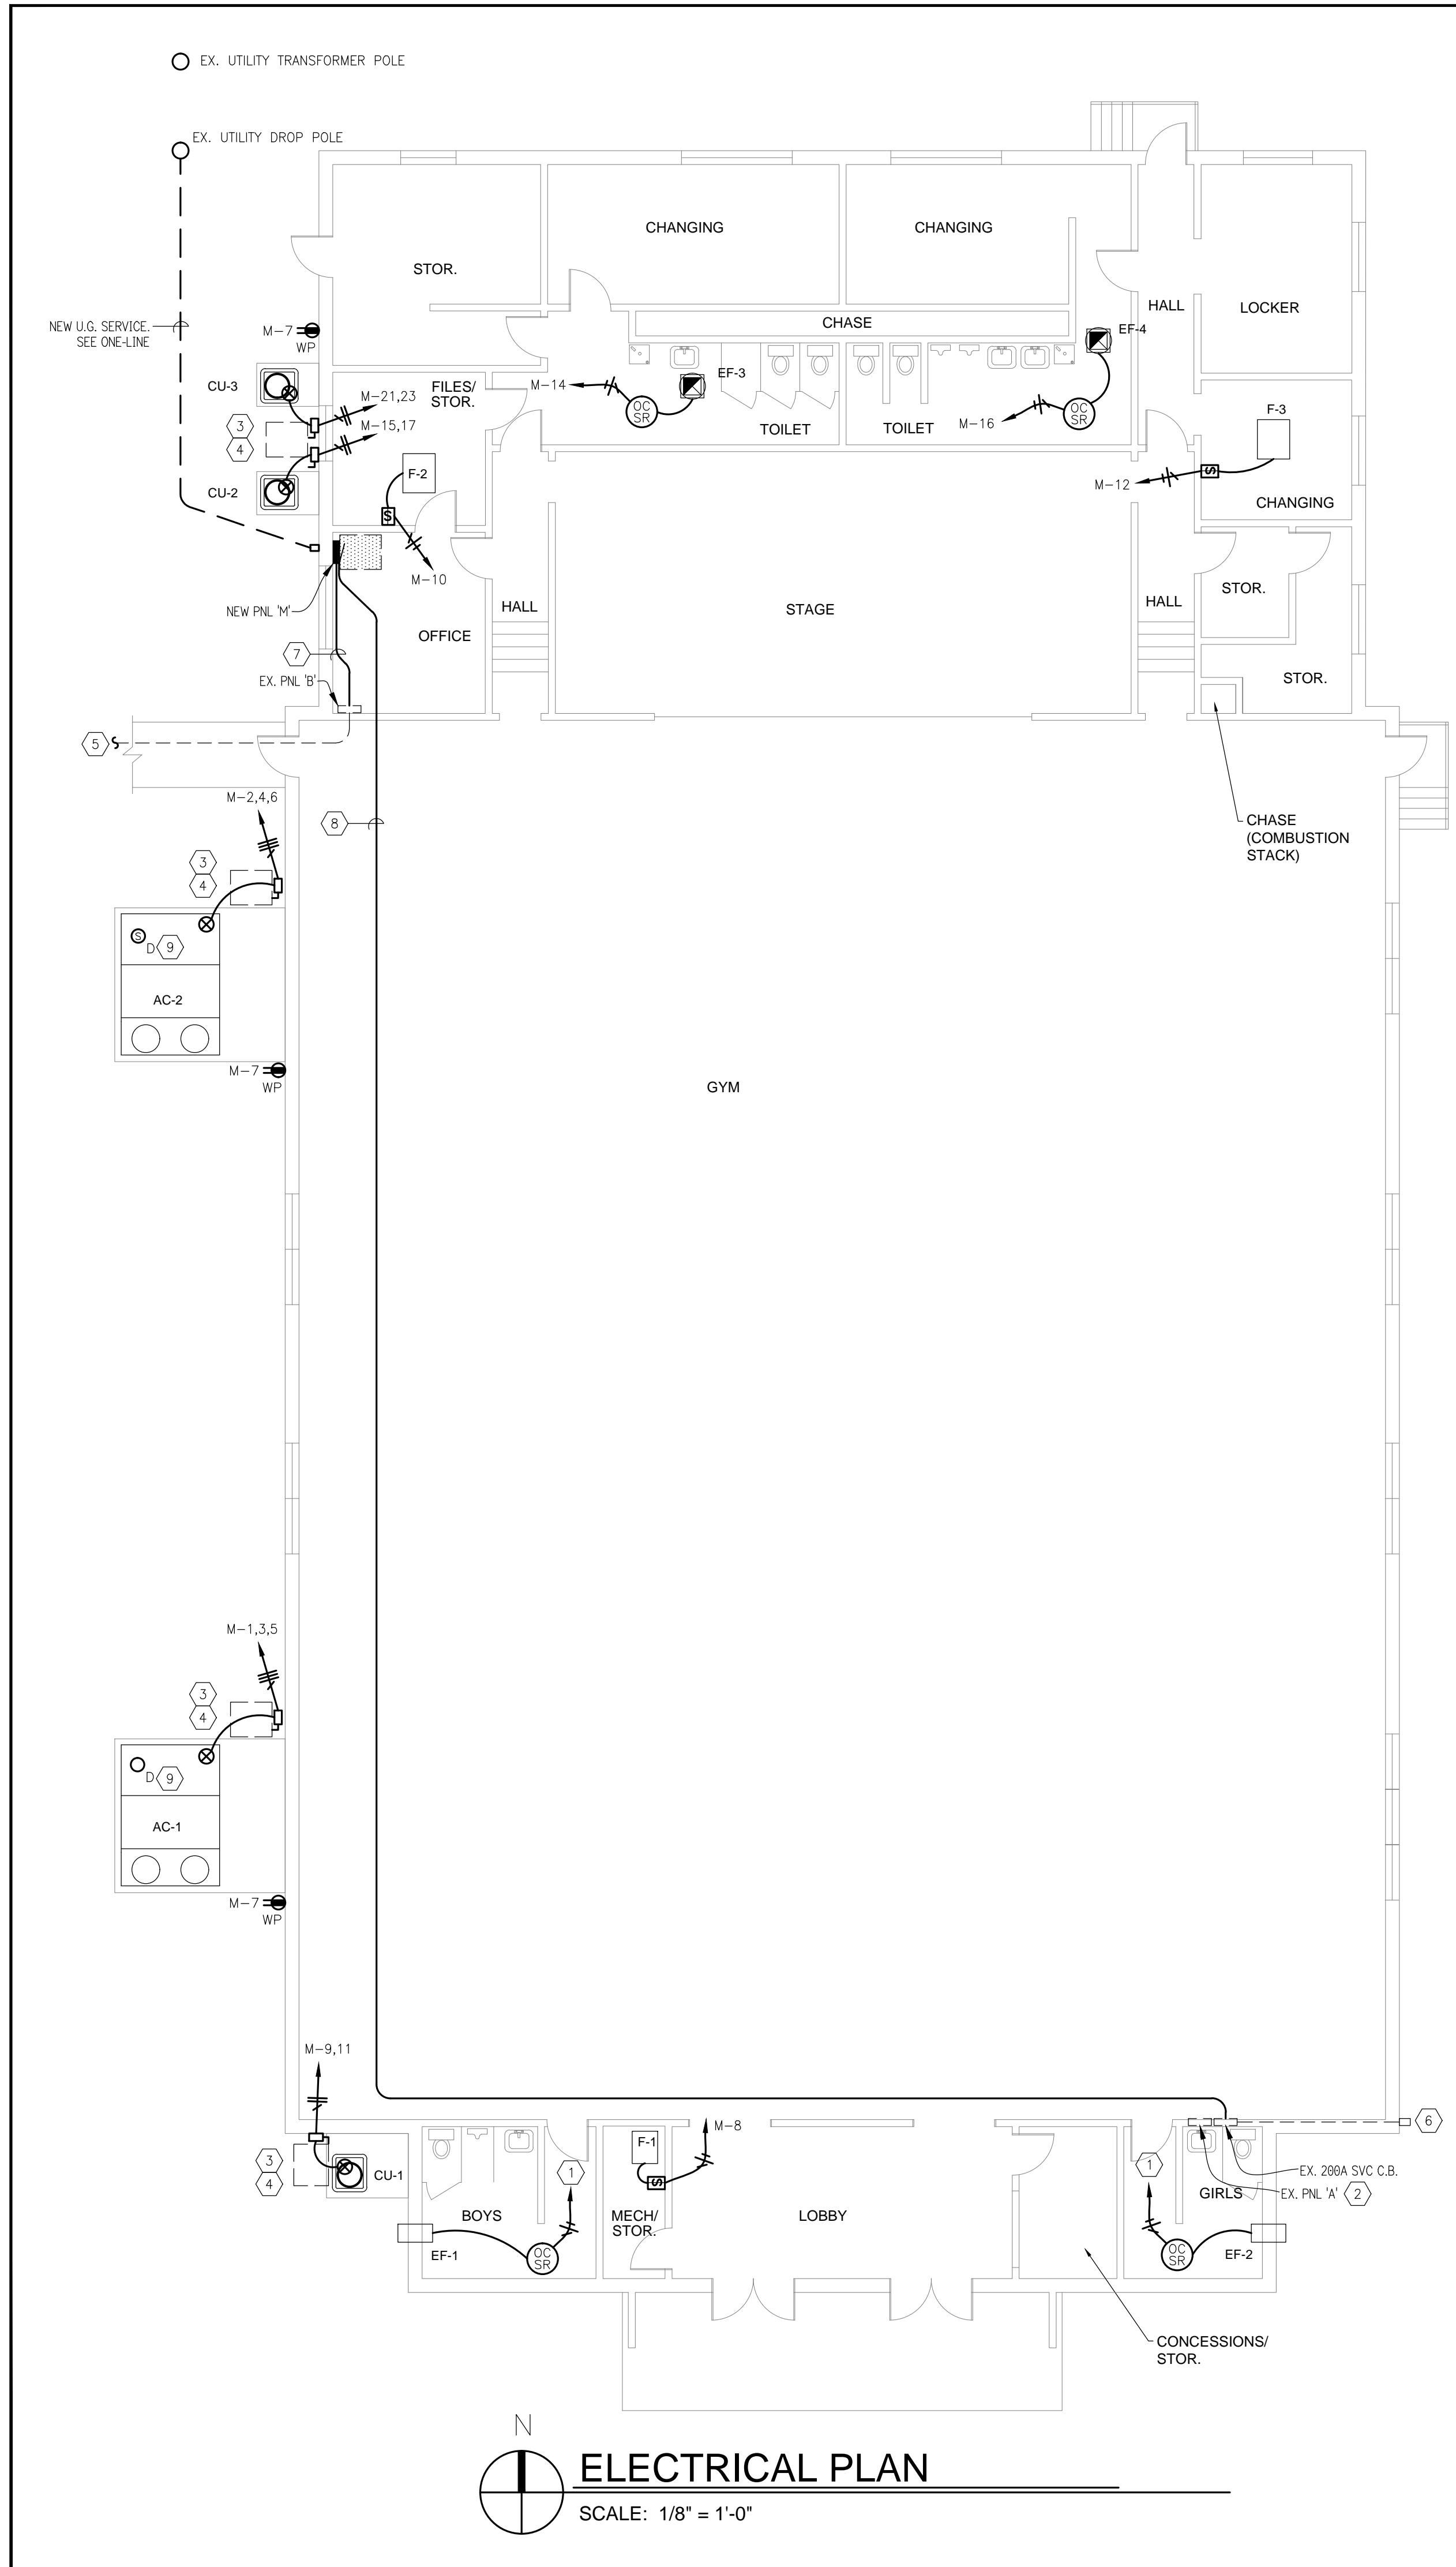 EX. UTILITY TRANSFORMER POLE
EX. UTILITY DROP POLE
CHANGING
CHANGING
STOR.
HALL
LOCKER
CHASE
NEW U.G. SERVICE.
SEE ONE-LINE
M-7
WP
EF-4
EF-3
CU-3
M-14
FILES/
STOR.
M-21,23
OC
SR
OC
SR
F-3
3
4
M-15,17
TOILET
TOILET
M-16
F-2
M-12
$
CU-2
CHANGING
$
M-10
STOR.
NEW PNL 'M'
HALL
STAGE
HALL
OFFICE
7
EX. PNL 'B'
STOR.
5
M-2,4,6
8
CHASE
(COMBUSTION
STACK)
3
4
S
D
9
AC-2
M-7
WP
GYM
M-1,3,5
3
4
D
9
AC-1
M-7
WP
M-9,11
M-8
6
F-1
3
4
CU-1
1
$
1
EX. 200A SVC C.B.
EX. PNL 'A'
2
BOYS
MECH/
STOR.
LOBBY
GIRLS
EF-1
OC
SR
OC
SR
EF-2
CONCESSIONS/
STOR.
N
ELECTRICAL PLAN
SCALE: 1/8" = 1'-0"